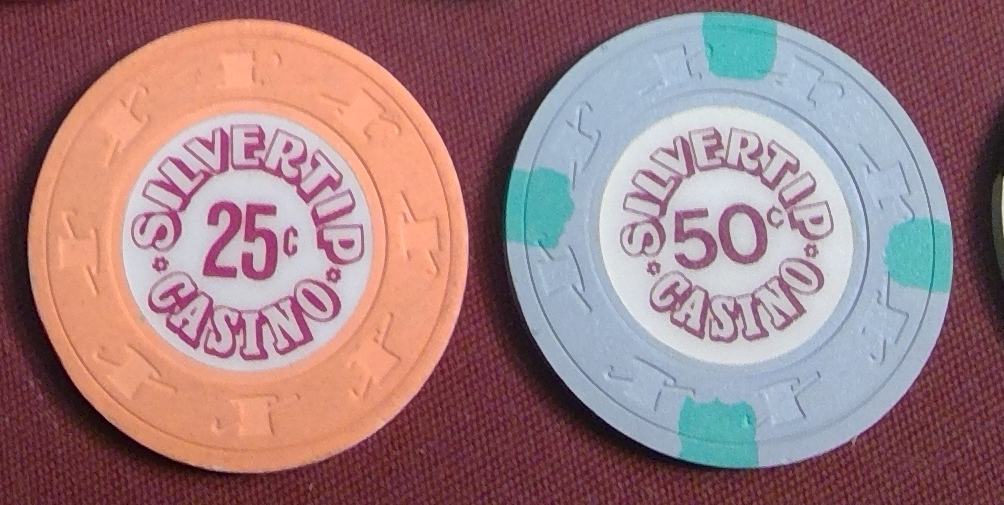 SILVERTIP
25¢
CASINO
SILVERTIP
50¢
CASINO